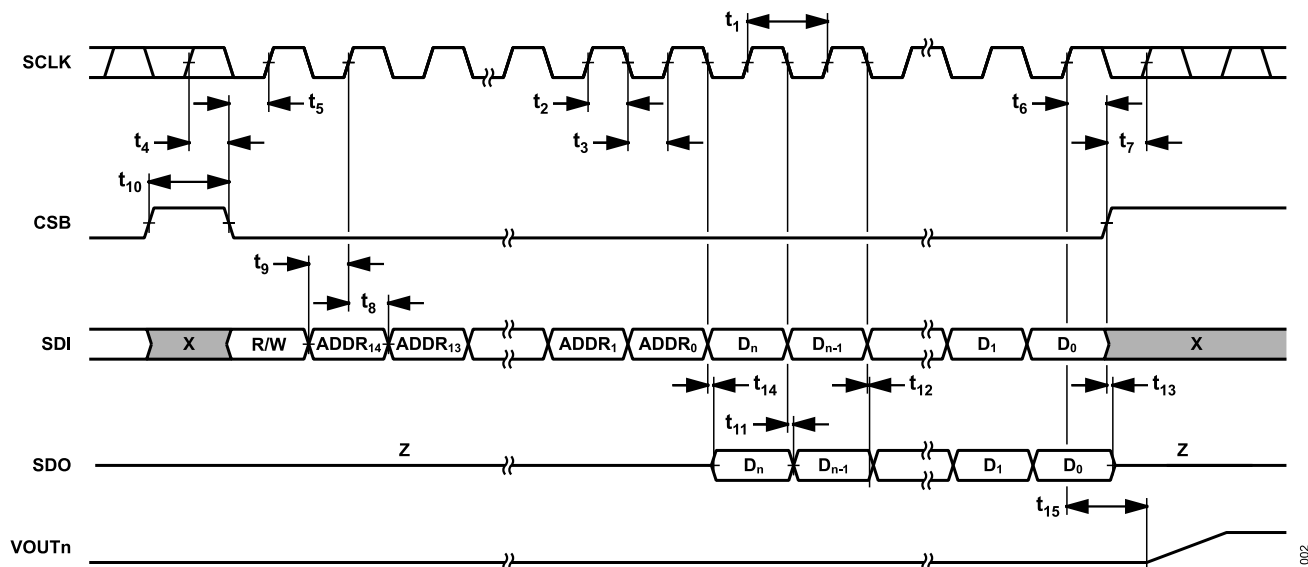 t₁
SCLK
t₅
t₂
t₆
t₄
t₃
t₇
t₁₀
CSB
t₉
t₈
SDI X R/W ADDR₁₄ ADDR₁₃ ADDR₁ ADDR₀ Dₙ Dₙ₋₁ D₁ D₀ X
t₁₄ t₁₂ t₁₃
t₁₁
Z Z
SDO Dₙ Dₙ₋₁ D₁ D₀
t₁₅
VOUTn
002